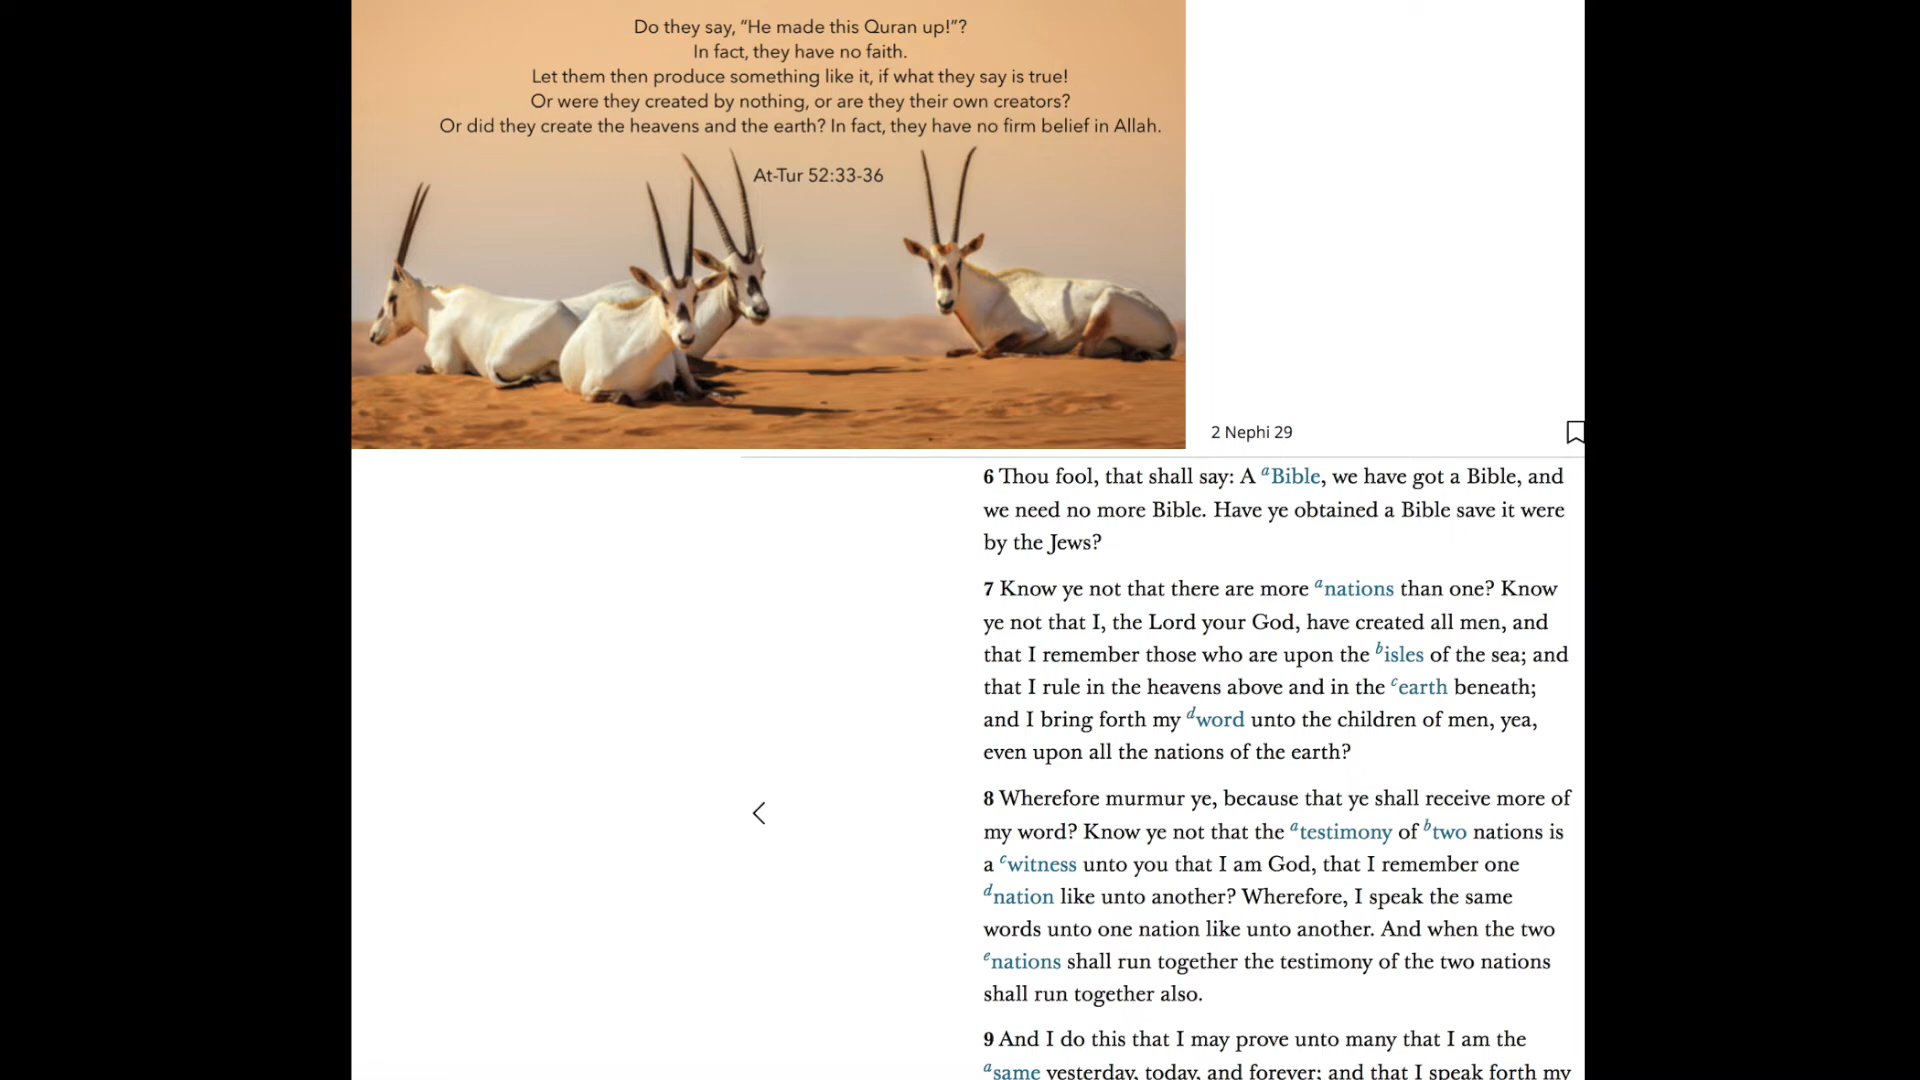 Do they say, “He made this Quran up!”?
In fact, they have no faith.
Let them then produce something like it, if what they say is true!
Or were they created by nothing, or are they their own creators?
Or did they create the heavens and the earth? In fact, they have no firm belief in Allah.
At-Tur 52:33-36
2 Nephi 29
6 Thou fool, that shall say: A aBible, we have got a Bible, and
we need no more Bible. Have ye obtained a Bible save it were
by the Jews?
7 Know ye not that there are more anations than one? Know
ye not that I, the Lord your God, have created all men, and
that I remember those who are upon the bisles of the sea; and
that I rule in the heavens above and in the cearth beneath;
and I bring forth my dword unto the children of men, yea,
even upon all the nations of the earth?
8 Wherefore murmur ye, because that ye shall receive more of
my word? Know ye not that the atestimony of btwo nations is
a cwitness unto you that I am God, that I remember one
dnation like unto another? Wherefore, I speak the same
words unto one nation like unto another. And when the two
enations shall run together the testimony of the two nations
shall run together also.
9 And I do this that I may prove unto many that I am the
asame yesterday, today, and forever; and that I speak forth my